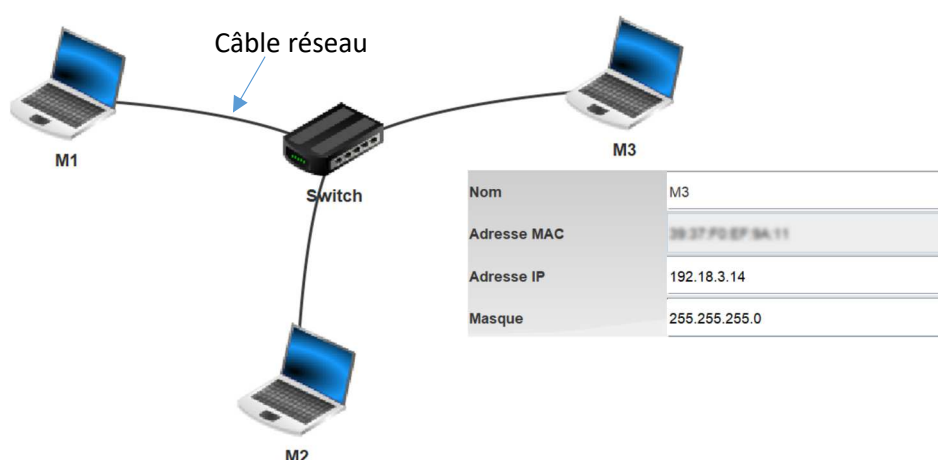 Câble réseau
M1
M3
Switch
Nom M3
Adresse MAC
Adresse IP 192.18.3.14
Masque 255.255.255.0
M2